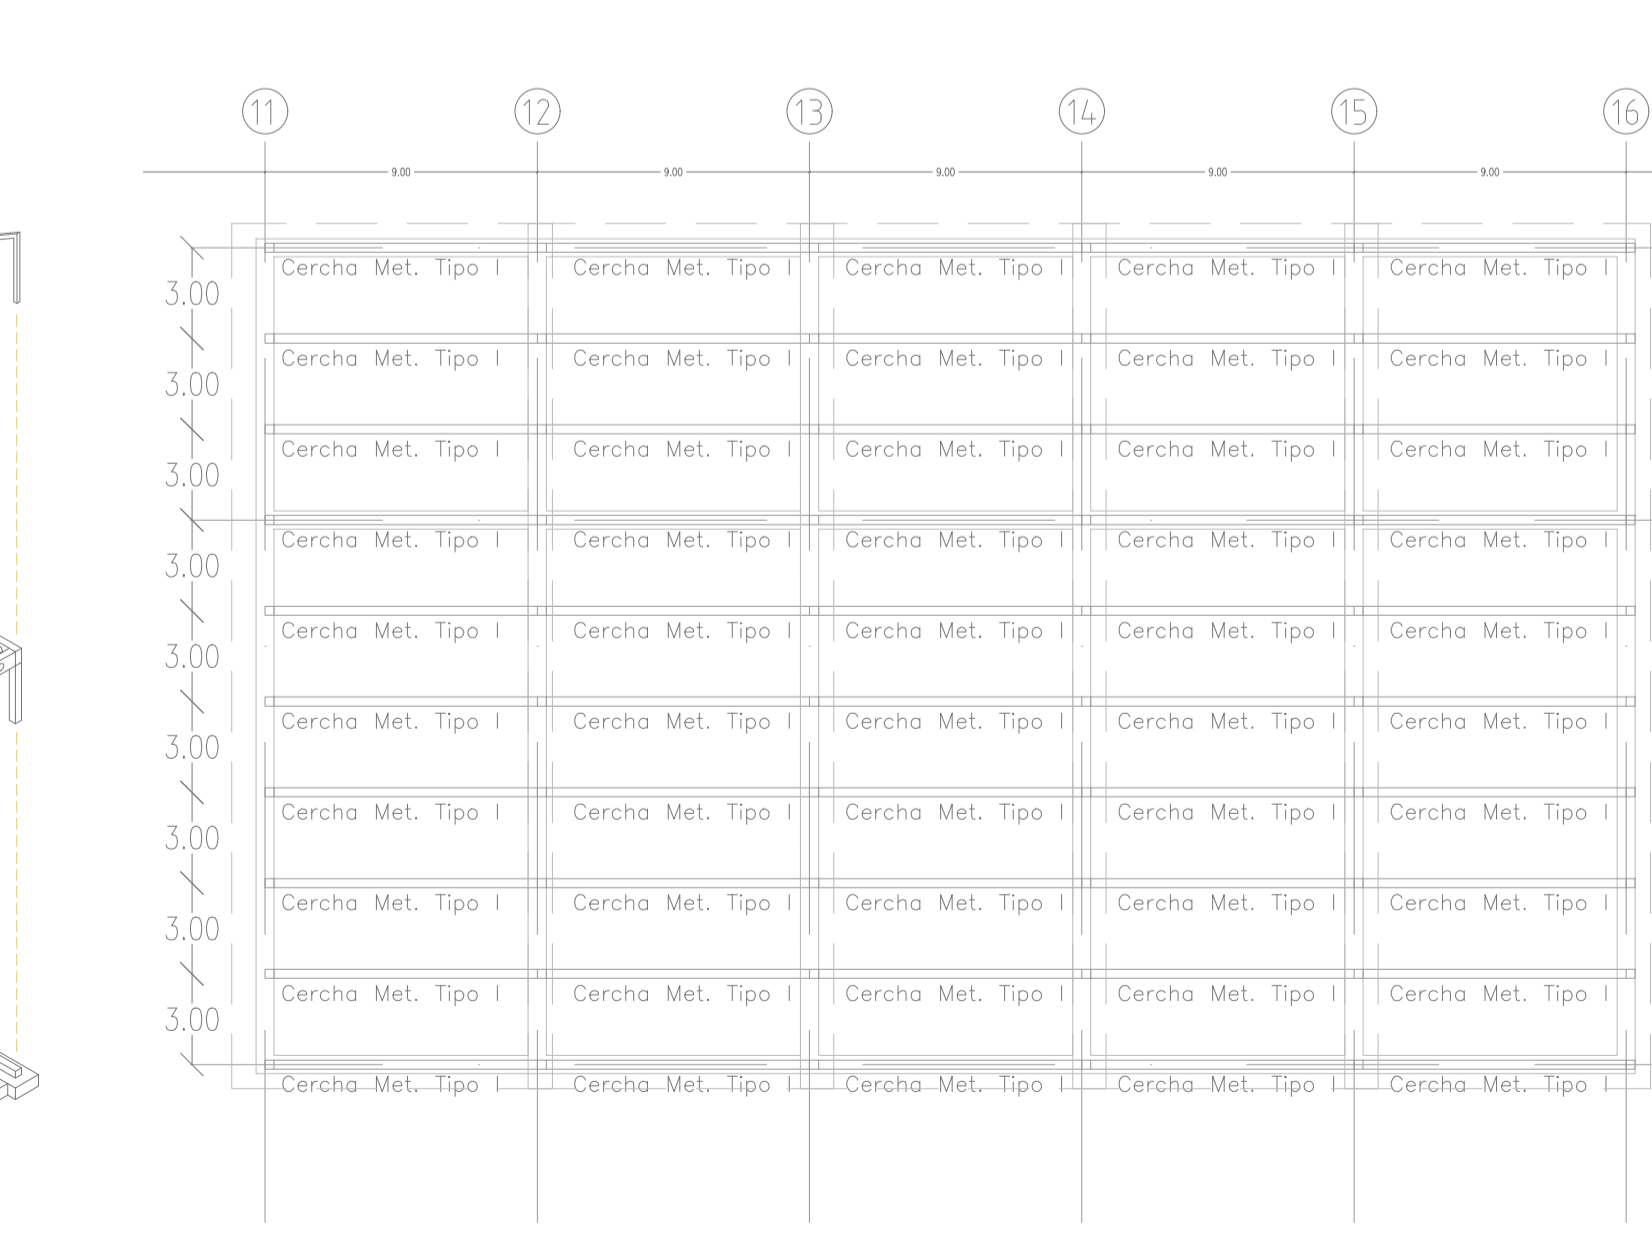 11 12 13 14 15 16
9.00 9.00 9.00 9.00 9.00
Cercha Met. Tipo I Cercha Met. Tipo I Cercha Met. Tipo I Cercha Met. Tipo I Cercha Met. Tipo I
3.00
Cercha Met. Tipo I Cercha Met. Tipo I Cercha Met. Tipo I Cercha Met. Tipo I Cercha Met. Tipo I
3.00
Cercha Met. Tipo I Cercha Met. Tipo I Cercha Met. Tipo I Cercha Met. Tipo I Cercha Met. Tipo I
3.00
Cercha Met. Tipo I Cercha Met. Tipo I Cercha Met. Tipo I Cercha Met. Tipo I Cercha Met. Tipo I
3.00
Cercha Met. Tipo I Cercha Met. Tipo I Cercha Met. Tipo I Cercha Met. Tipo I Cercha Met. Tipo I
3.00
Cercha Met. Tipo I Cercha Met. Tipo I Cercha Met. Tipo I Cercha Met. Tipo I Cercha Met. Tipo I
3.00
Cercha Met. Tipo I Cercha Met. Tipo I Cercha Met. Tipo I Cercha Met. Tipo I Cercha Met. Tipo I
3.00
Cercha Met. Tipo I Cercha Met. Tipo I Cercha Met. Tipo I Cercha Met. Tipo I Cercha Met. Tipo I
3.00
Cercha Met. Tipo I Cercha Met. Tipo I Cercha Met. Tipo I Cercha Met. Tipo I Cercha Met. Tipo I
3.00
Cercha Met. Tipo I Cercha Met. Tipo I Cercha Met. Tipo I Cercha Met. Tipo I Cercha Met. Tipo I